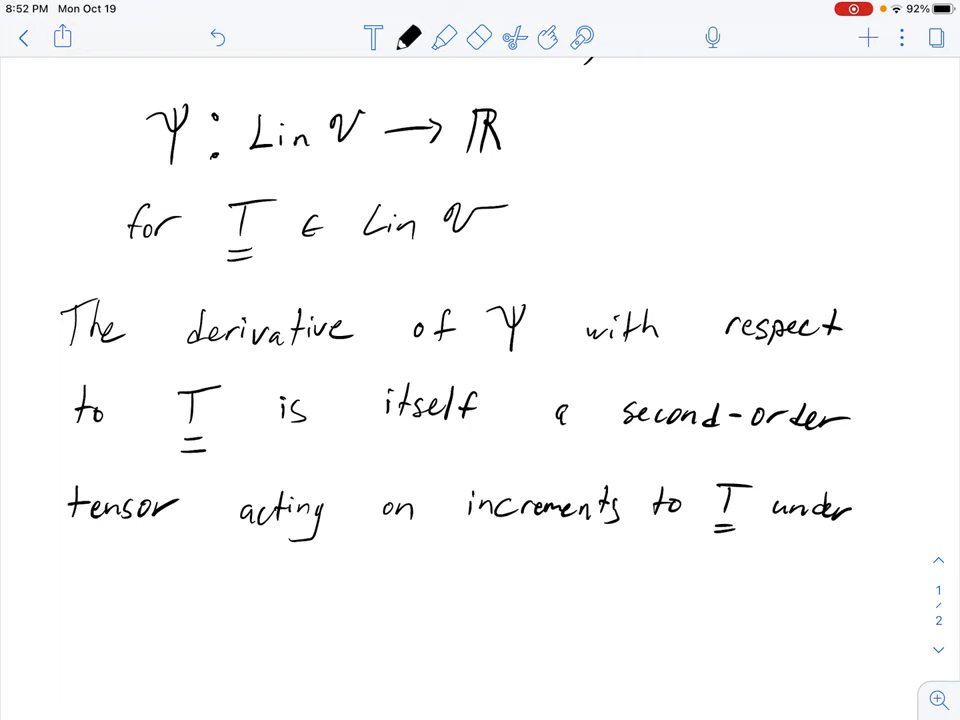 8:52 PM Mon Oct 19 92%
Ψ : Lin 𝒱 → ℝ
for T ∈ Lin 𝒱
The derivative of Ψ with respect
to T is itself a second-order
tensor acting on increments to T under
1
/
2